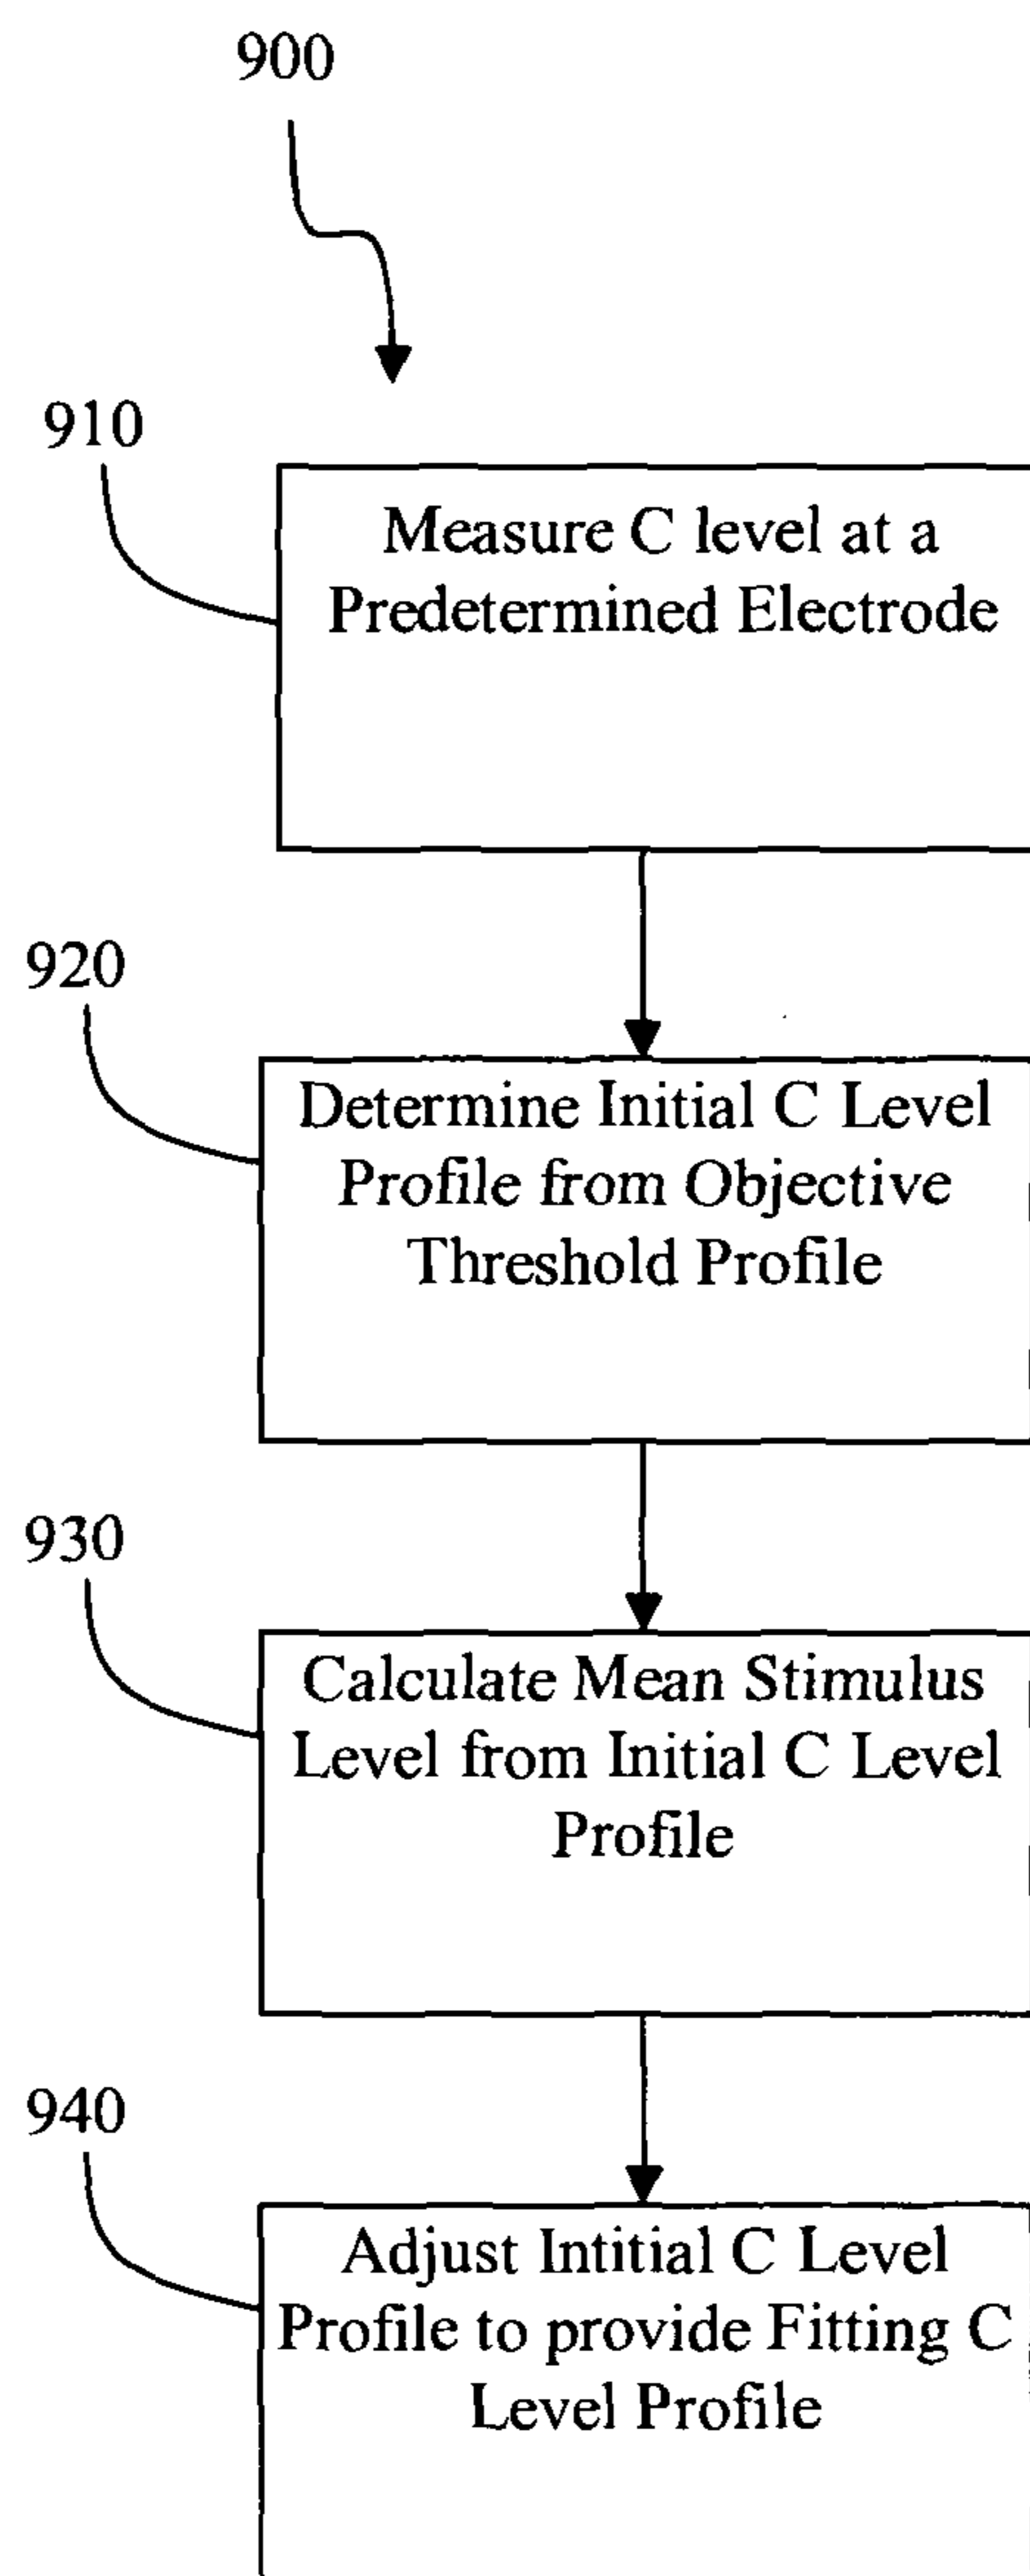 900
910
Measure C level at a
Predetermined Electrode
920
Determine Initial C Level
Profile from Objective
Threshold Profile
930
Calculate Mean Stimulus
Level from Initial C Level
Profile
940
Adjust Intitial C Level
Profile to provide Fitting C
Level Profile